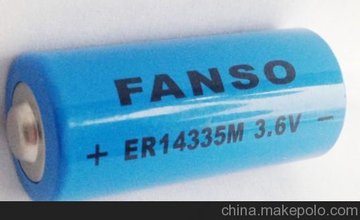 FANSO
+ ER14335M 3.6V -
china.makepolo.com